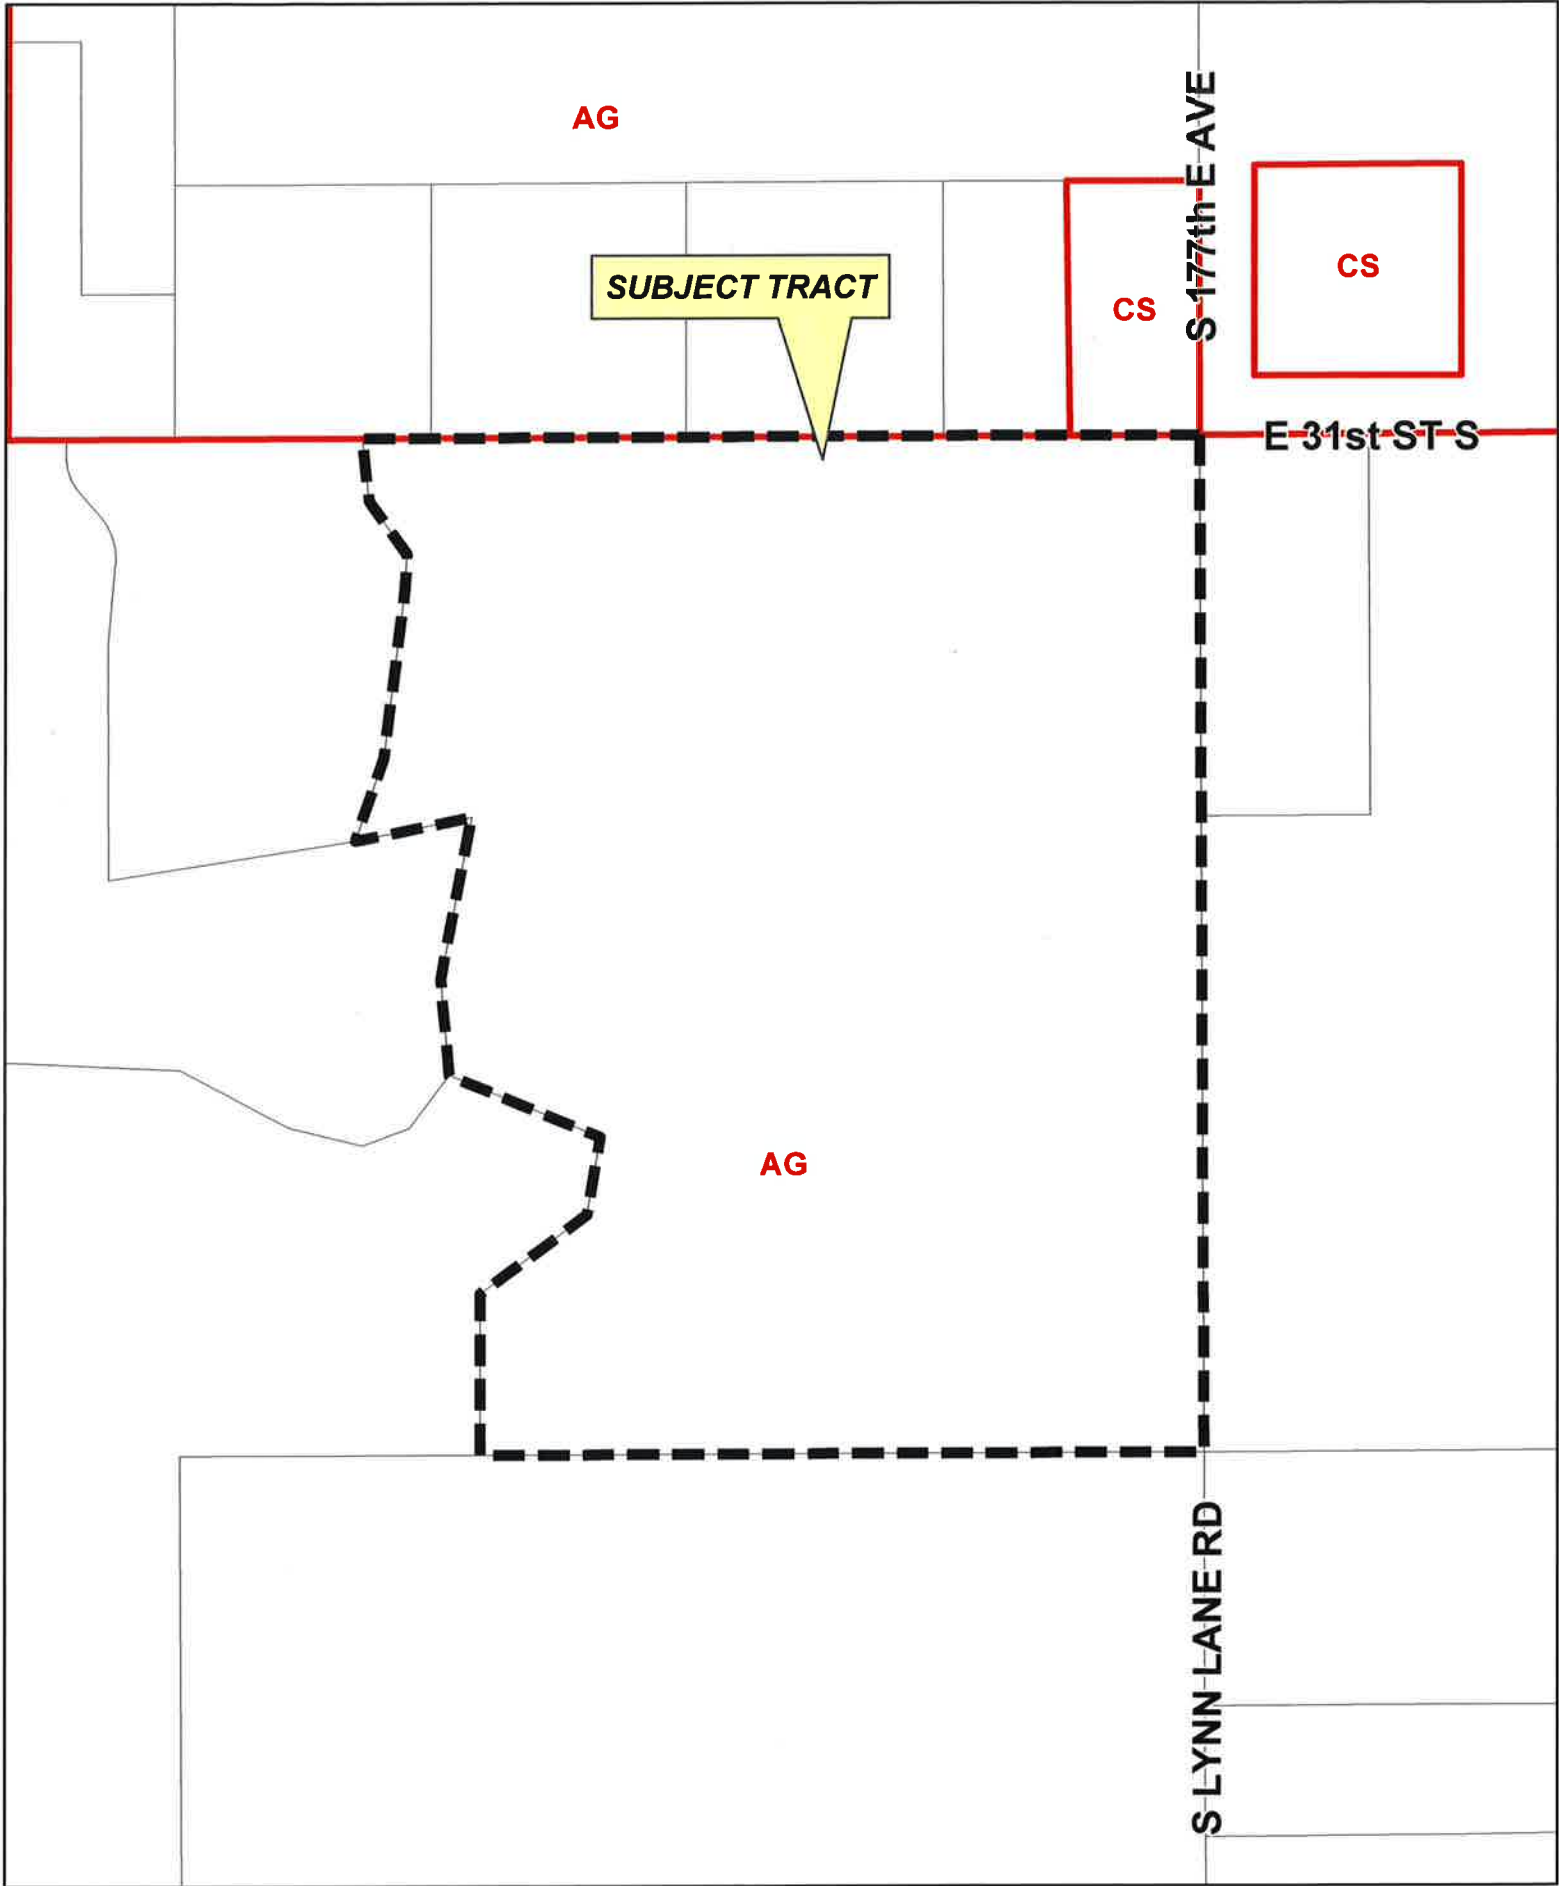 AG
S 177th E AVE
CS
SUBJECT TRACT
CS
E 31st ST S
AG
S LYNN LANE RD